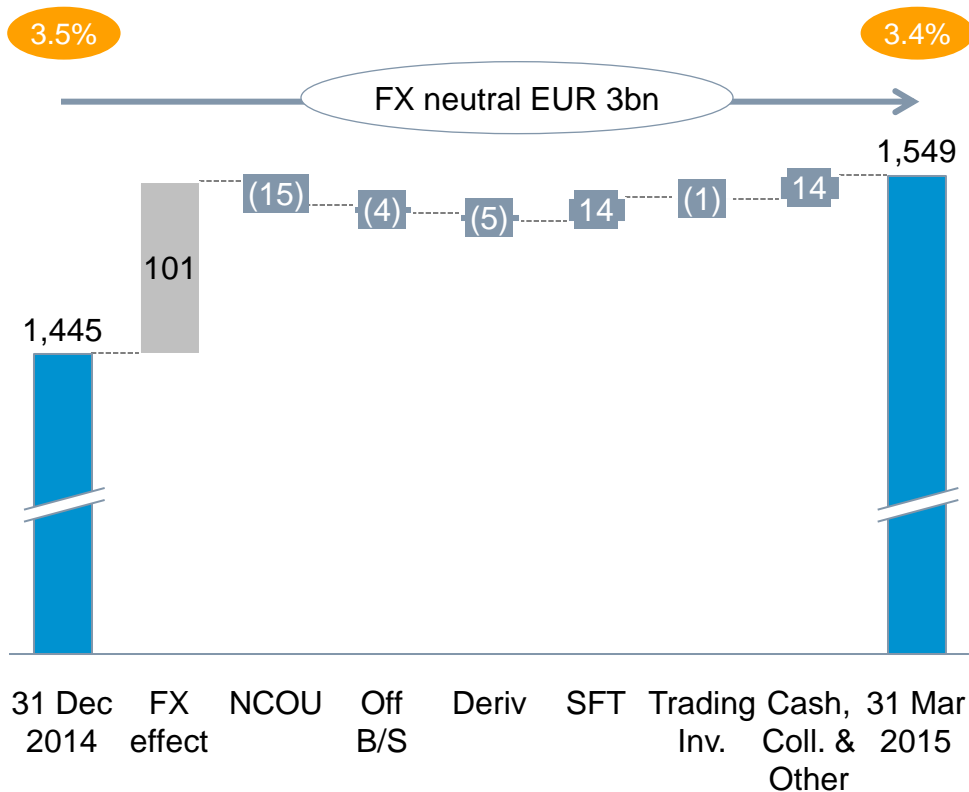 3.5%
3.4%
FX neutral EUR 3bn
1,549
(15)
(4)
(5)
14
(1)
14
101
1,445
31 Dec
2014
FX
effect
NCOU
Off
B/S
Deriv
SFT
Trading
Inv.
Cash,
Coll. &
Other
31 Mar
2015